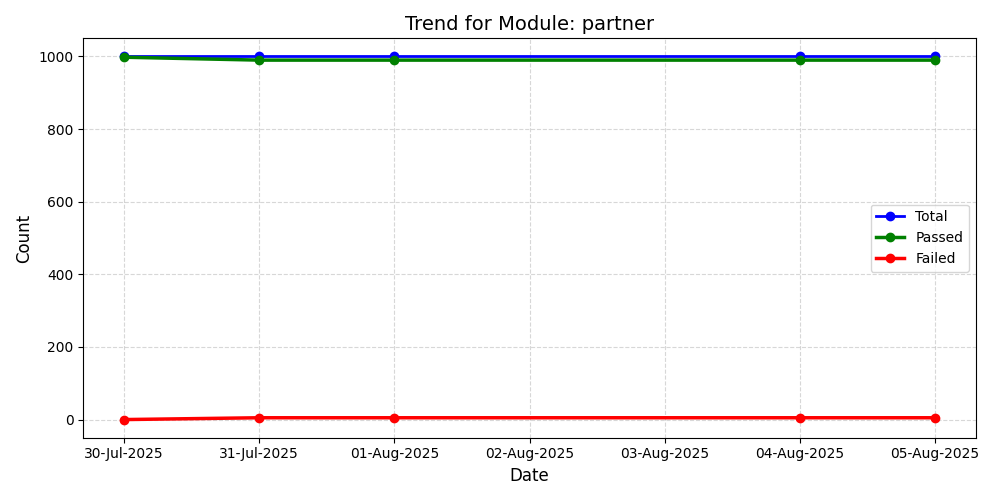 Trend for Module: partner
1000
800
600
400
200
0
Count
Total
Passed
Failed
30-Jul-2025
31-Jul-2025
01-Aug-2025
02-Aug-2025
03-Aug-2025
04-Aug-2025
05-Aug-2025
Date